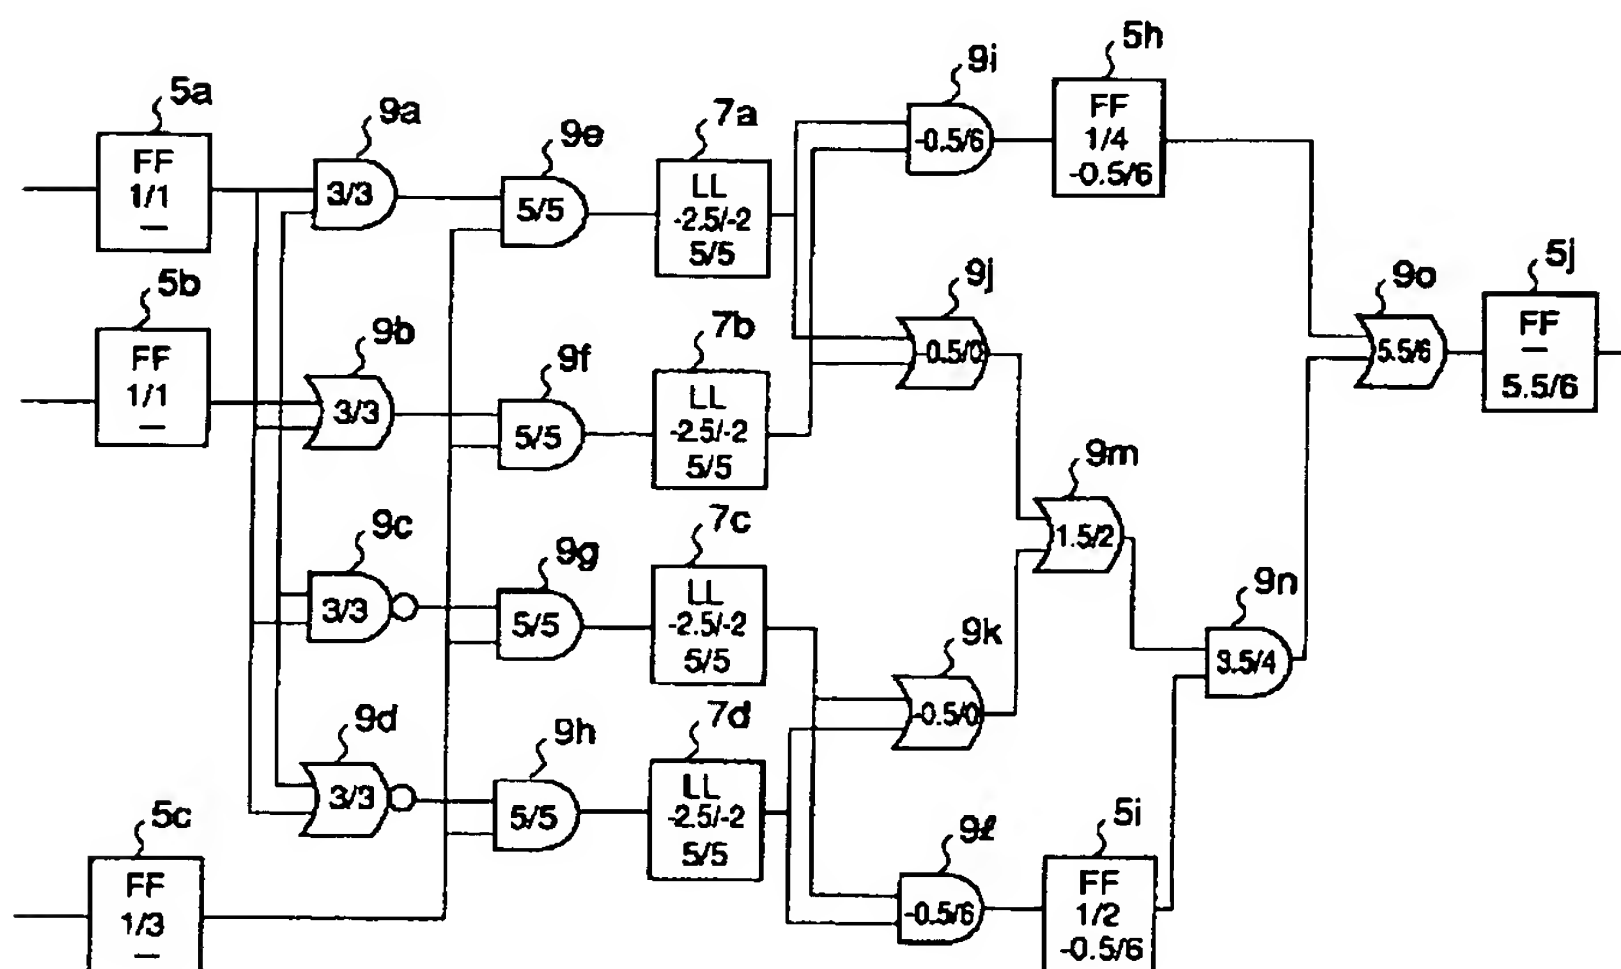 5a
FF
1/1
—
9a
3/3
9e
5/5
7a
LL
-2.5/-2
5/5
9i
-0.5/6
5h
FF
1/4
-0.5/6
5b
FF
1/1
—
9b
3/3
9f
5/5
7b
LL
-2.5/-2
5/5
9j
-0.5/0
9o
5.5/6
5j
FF
—
5.5/6
9c
3/3
9g
5/5
7c
LL
-2.5/-2
5/5
9m
1.5/2
9k
-0.5/0
9n
3.5/4
9d
3/3
9h
5/5
7d
LL
-2.5/-2
5/5
5c
FF
1/3
—
9ℓ
-0.5/6
5i
FF
1/2
-0.5/6